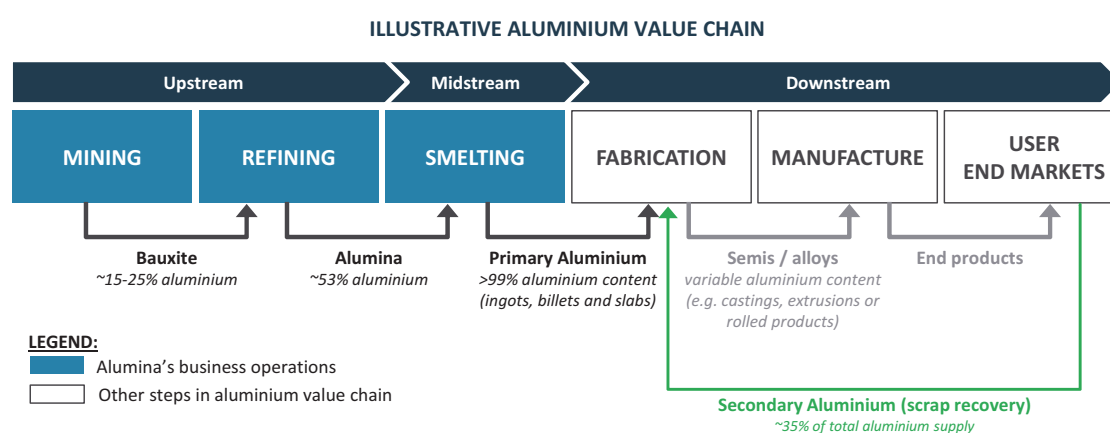 ILLUSTRATIVE ALUMINIUM VALUE CHAIN
Upstream
Midstream
Downstream
MINING
REFINING
SMELTING
FABRICATION
MANUFACTURE
USER
END MARKETS
Bauxite
~15-25% aluminium
Alumina
~53% aluminium
Primary Aluminium
>99% aluminium content
(ingots, billets and slabs)
Semis / alloys
variable aluminium content
(e.g. castings, extrusions or
rolled products)
End products
LEGEND:
Alumina's business operations
Other steps in aluminium value chain
Secondary Aluminium (scrap recovery)
~35% of total aluminium supply